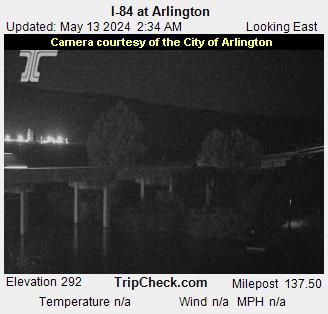 I-84 at Arlington
Updated: May 13 2024 2:34 AM Looking East
Camera courtesy of the City of Arlington
Elevation 292 TripCheck.com Milepost 137.50
Temperature n/a Wind n/a MPH n/a